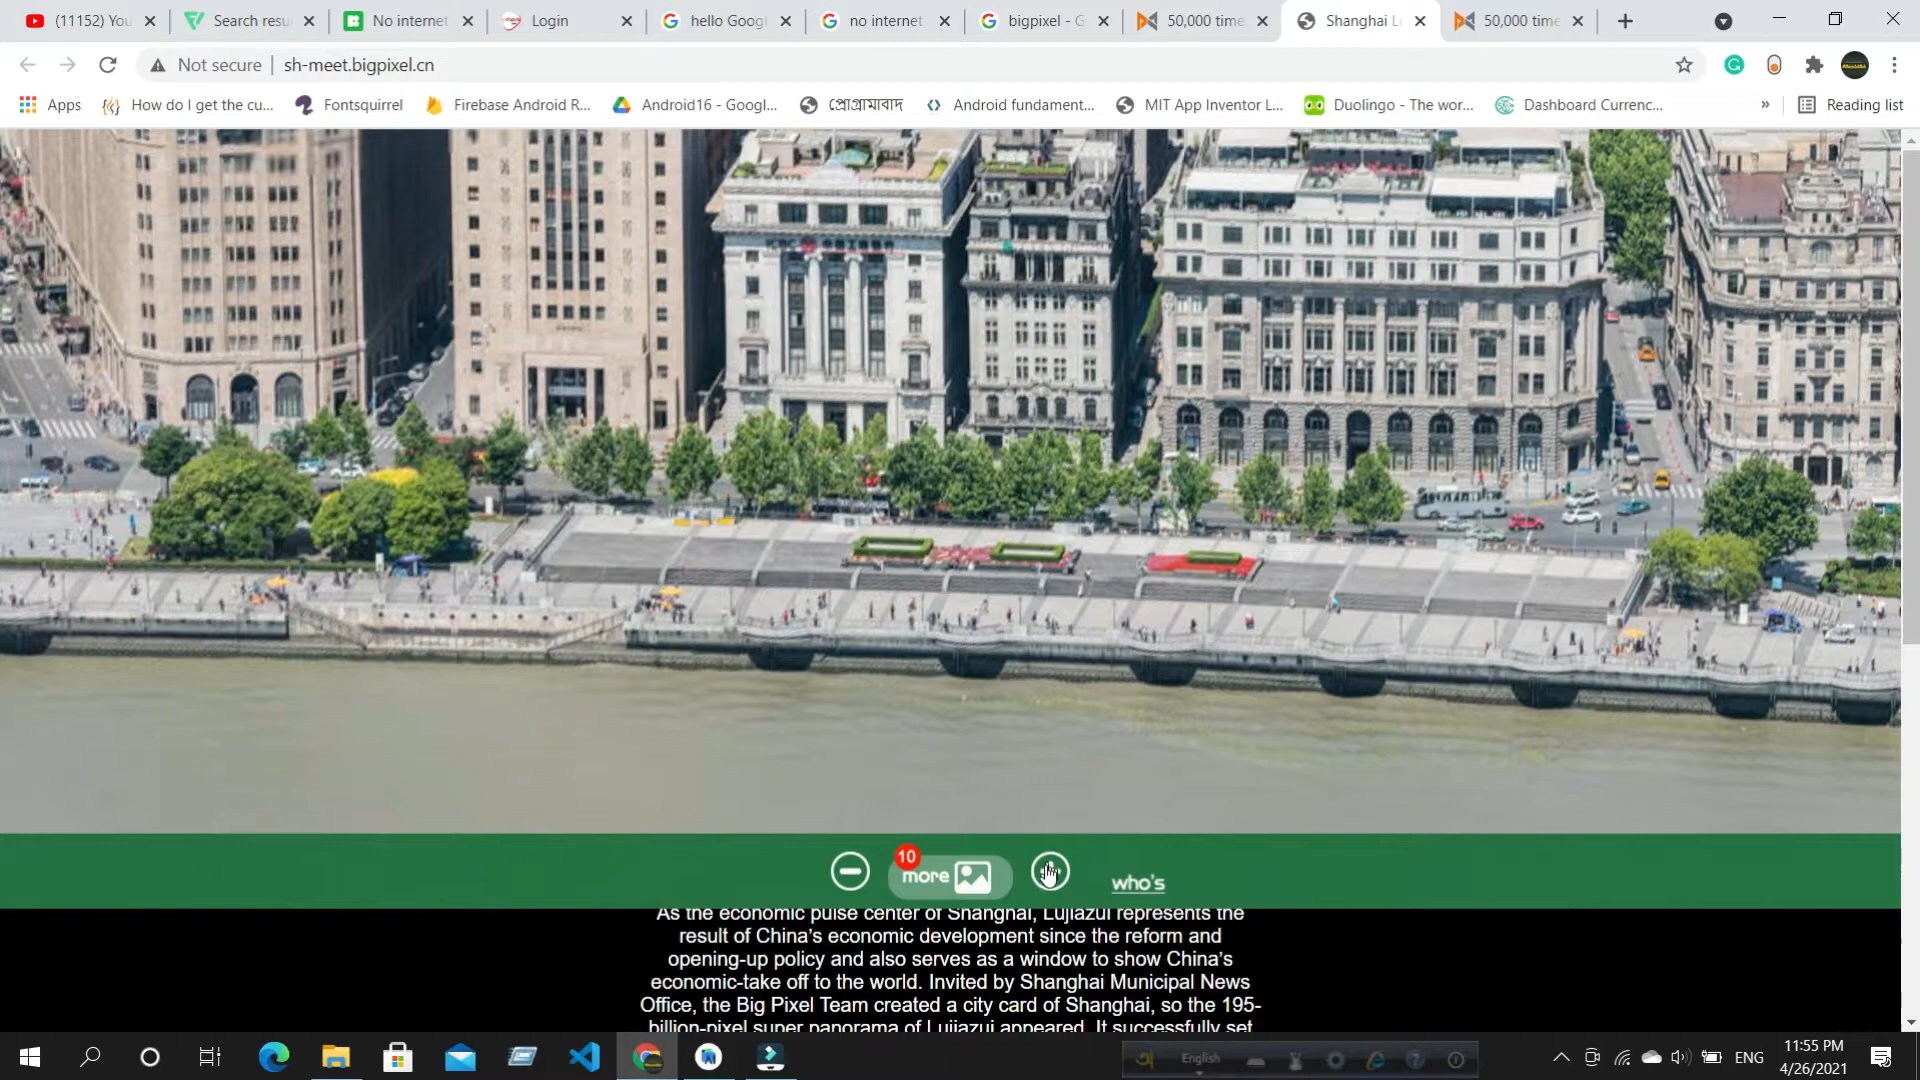 (11152) You
Search resu
No internet
Login
hello Googl
no internet
bigpixel - G
50,000 time
Shanghai L
50,000 time
Not secure
sh-meet.bigpixel.cn
Apps
How do I get the cu...
Fontsquirrel
Firebase Android R...
Android16 - Googl...
প্রোগ্রামাবাদ
Android fundament...
MIT App Inventor L...
Duolingo - The wor...
Dashboard Currenc...
»
Reading list
10
more
who's
As the economic pulse center of Shanghai, Lujiazui represents the
result of China's economic development since the reform and
opening-up policy and also serves as a window to show China's
economic-take off to the world. Invited by Shanghai Municipal News
Office, the Big Pixel Team created a city card of Shanghai, so the 195-
billion-pixel super panorama of Lujiazui appeared. It successfully set
English
ENG
11:55 PM
4/26/2021